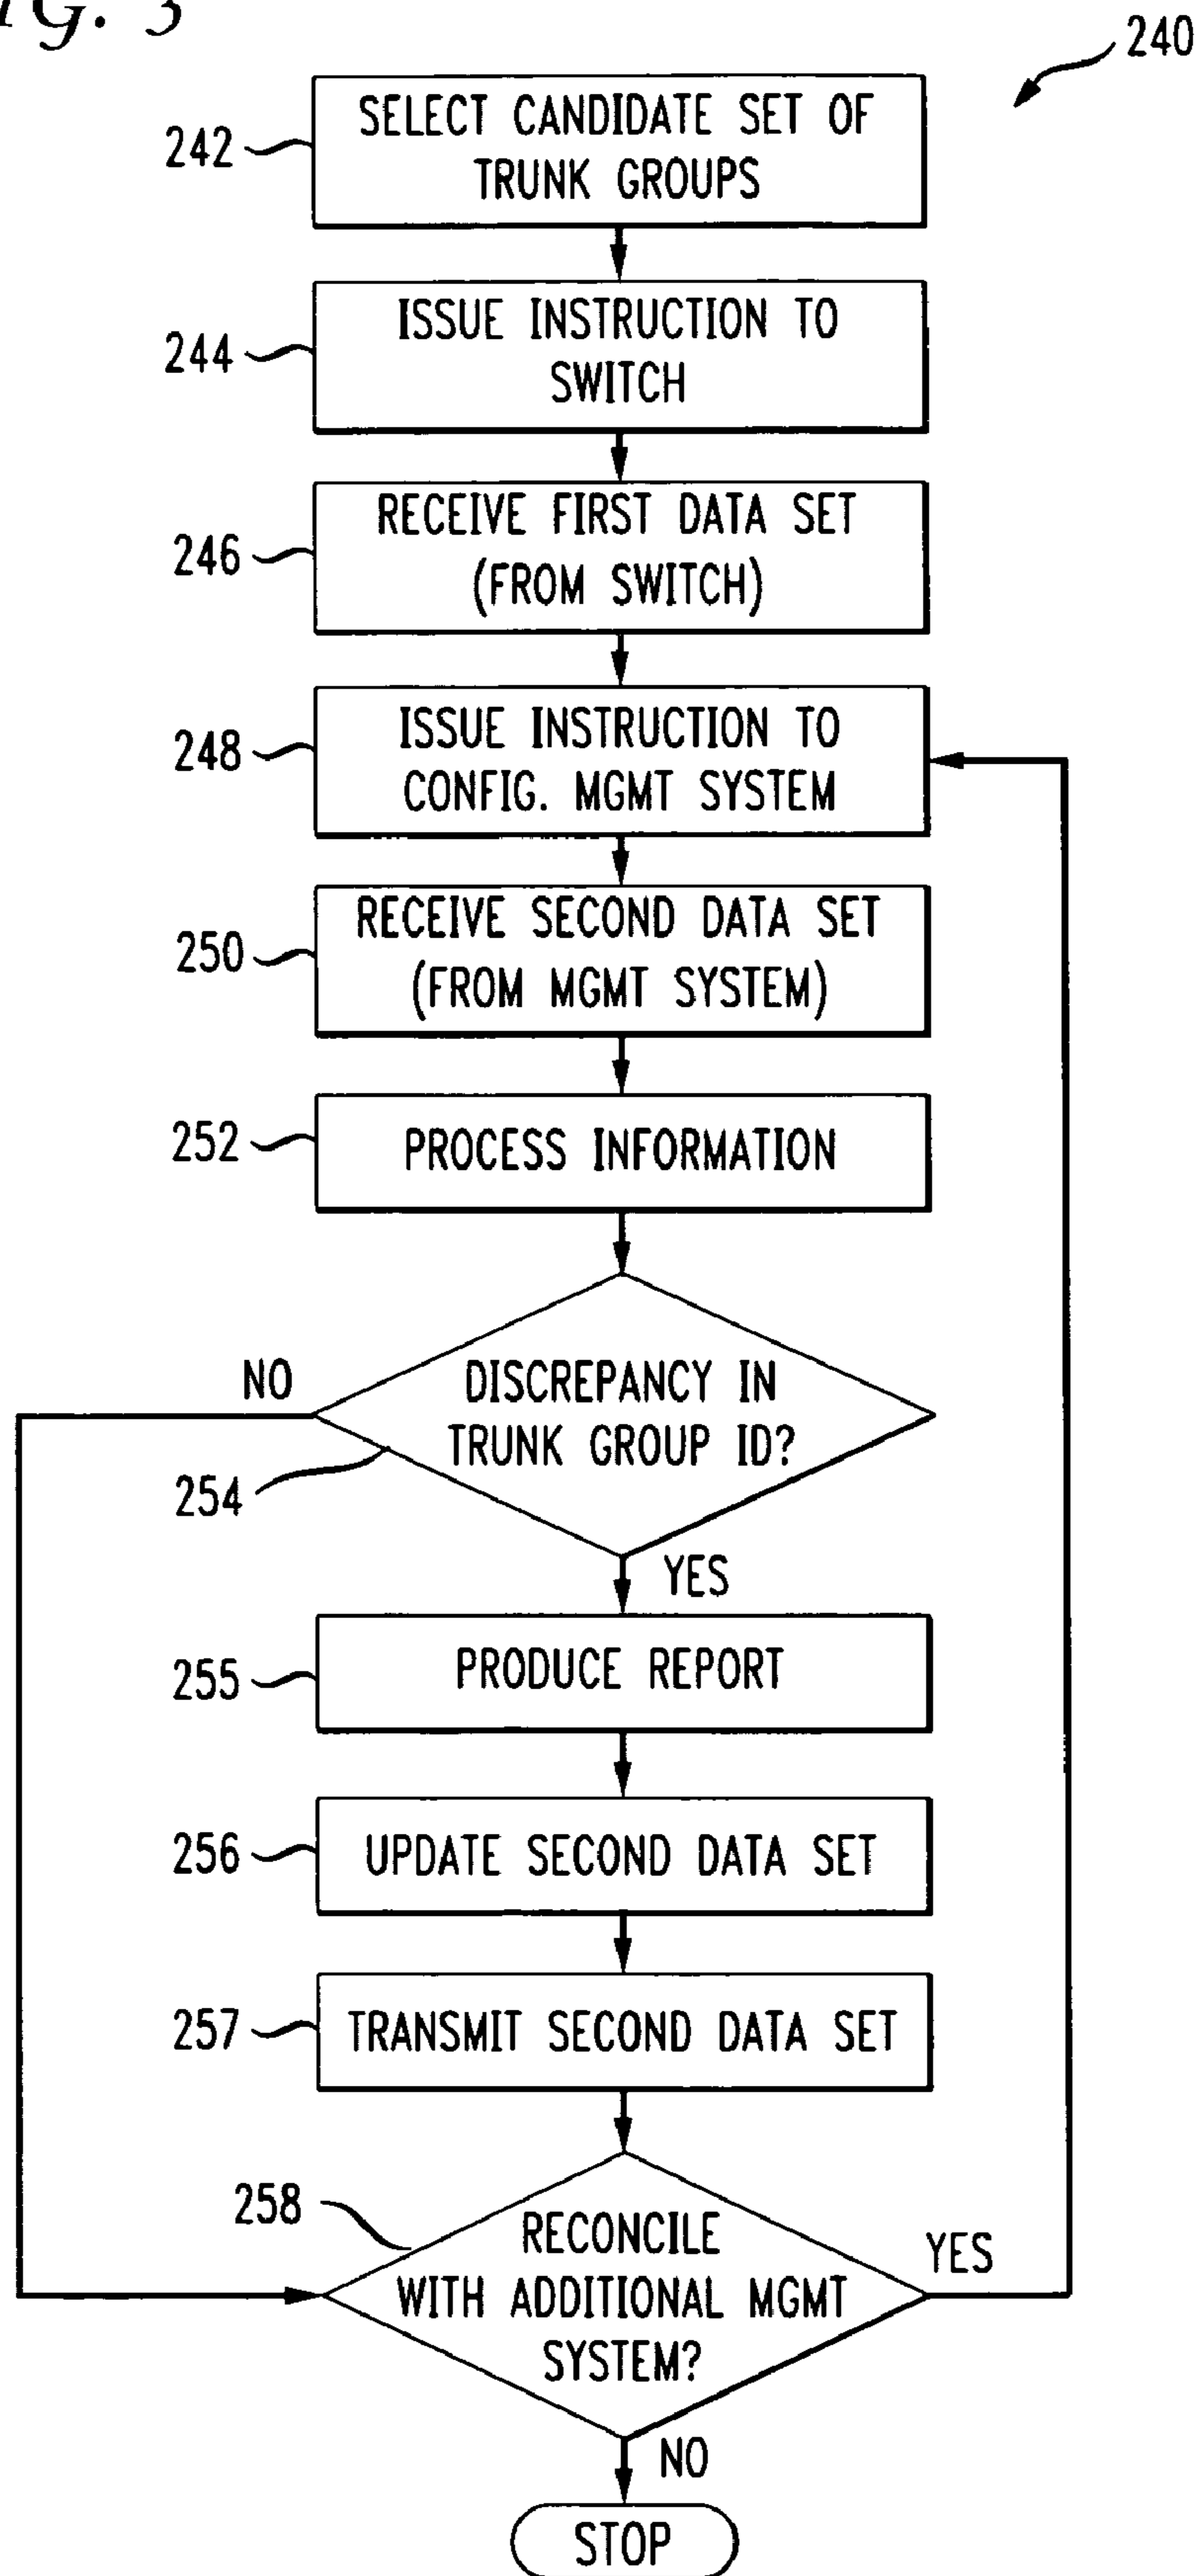 FIG. 3
240
242
SELECT CANDIDATE SET OF
TRUNK GROUPS
244
ISSUE INSTRUCTION TO
SWITCH
246
RECEIVE FIRST DATA SET
(FROM SWITCH)
248
ISSUE INSTRUCTION TO
CONFIG. MGMT SYSTEM
250
RECEIVE SECOND DATA SET
(FROM MGMT SYSTEM)
252
PROCESS INFORMATION
NO
DISCREPANCY IN
TRUNK GROUP ID?
254
YES
255
PRODUCE REPORT
256
UPDATE SECOND DATA SET
257
TRANSMIT SECOND DATA SET
258
RECONCILE
WITH ADDITIONAL MGMT
SYSTEM?
YES
NO
STOP